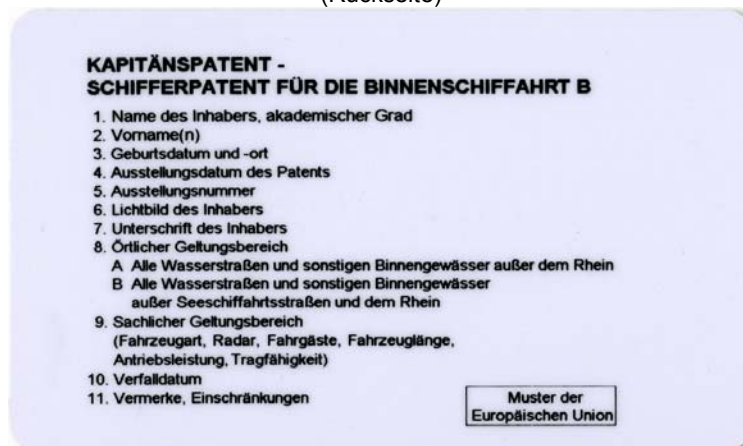 (Rückseite)
KAPITÄNSPATENT -
SCHIFFERPATENT FÜR DIE BINNENSCHIFFAHRT B
1. Name des Inhabers, akademischer Grad
2. Vorname(n)
3. Geburtsdatum und -ort
4. Ausstellungsdatum des Patents
5. Ausstellungsnummer
6. Lichtbild des Inhabers
7. Unterschrift des Inhabers
8. Örtlicher Geltungsbereich
A Alle Wasserstraßen und sonstigen Binnengewässer außer dem Rhein
B Alle Wasserstraßen und sonstigen Binnengewässer
außer Seeschiffahrtsstraßen und dem Rhein
9. Sachlicher Geltungsbereich
(Fahrzeugart, Radar, Fahrgäste, Fahrzeuglänge,
Antriebsleistung, Tragfähigkeit)
10. Verfalldatum
11. Vermerke, Einschränkungen
Muster der
Europäischen Union